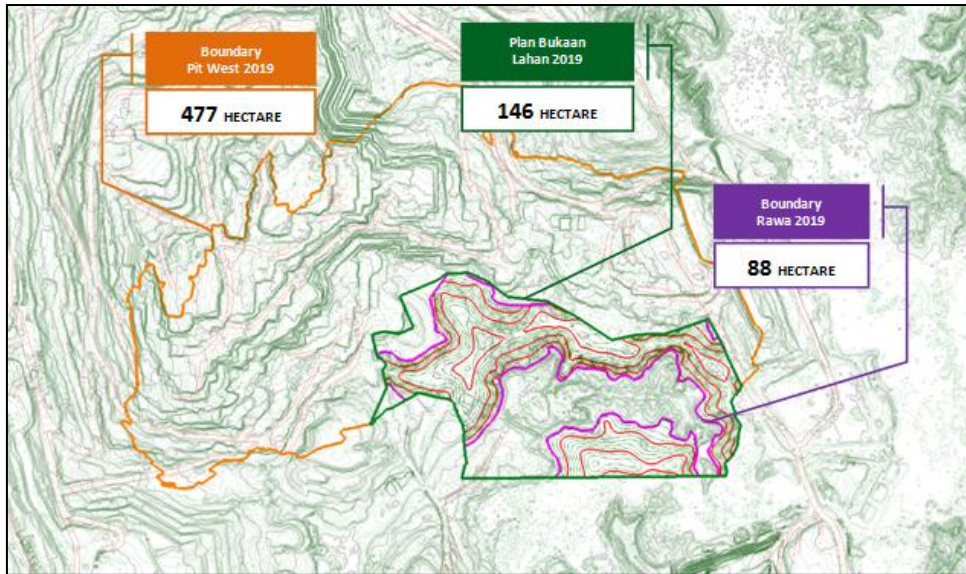 Boundary
Pit West 2019
477 HECTARE
Plan Bukaan
Lahan 2019
146 HECTARE
Boundary
Rawa 2019
88 HECTARE